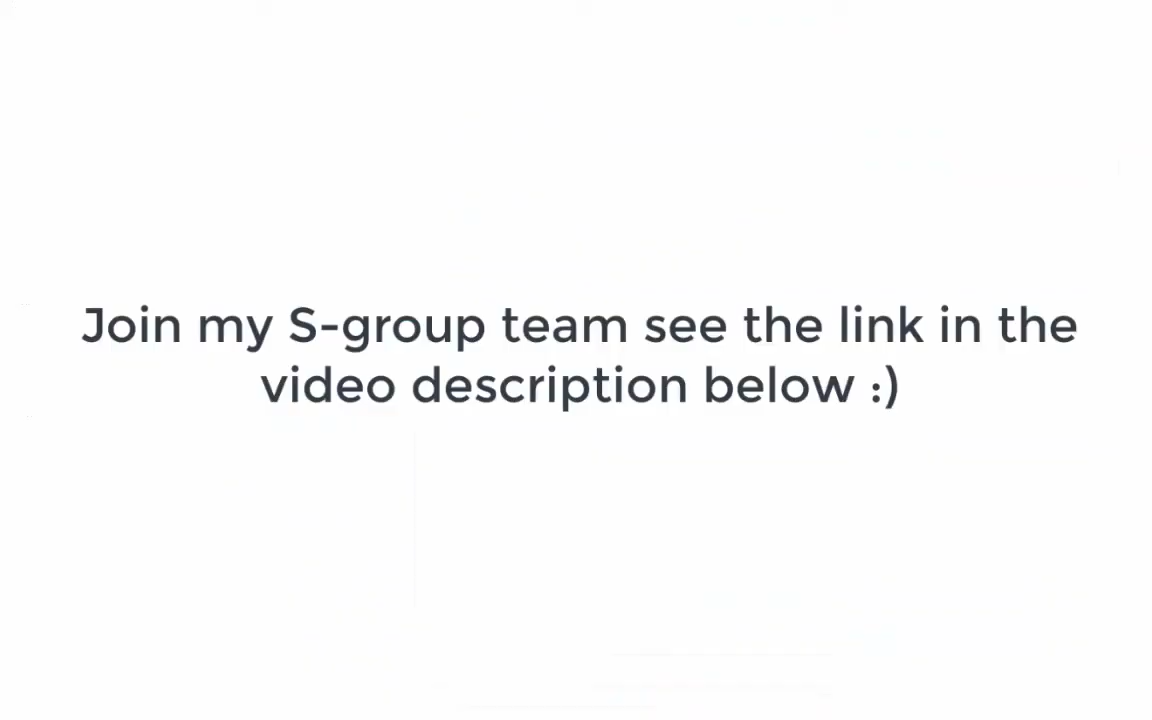 Join my S-group team see the link in the
video description below :)